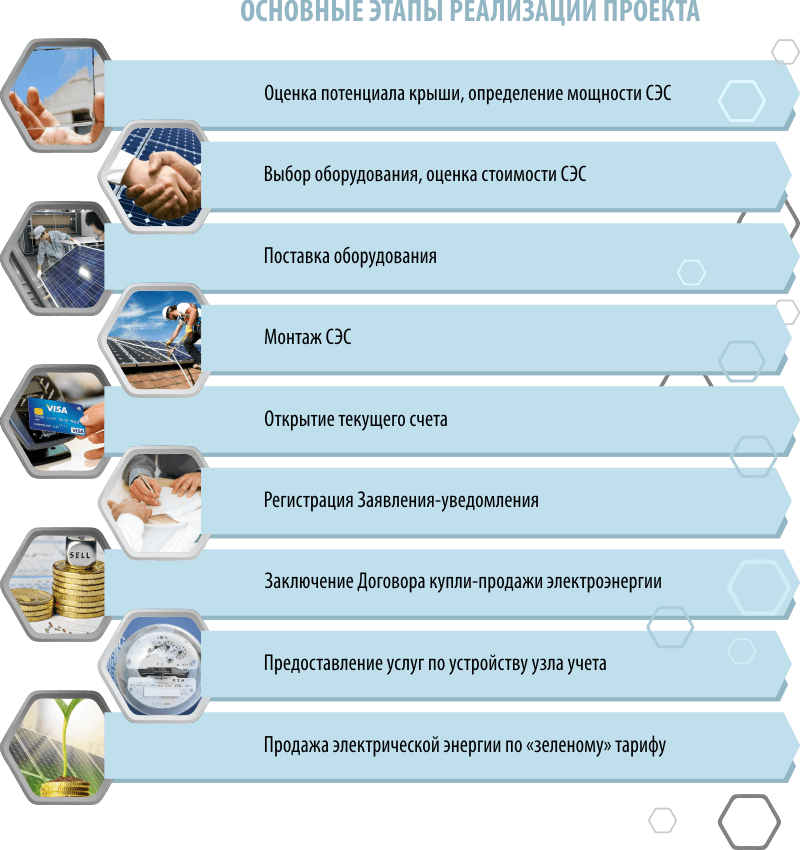 ОСНОВНЫЕ ЭТАПЫ РЕАЛИЗАЦИИ ПРОЕКТА
Оценка потенциала крыши, определение мощности СЭС
Выбор оборудования, оценка стоимости СЭС
Поставка оборудования
Монтаж СЭС
VISA
VISA
Открытие текущего счета
Регистрация Заявления-уведомления
SELL
Заключение Договора купли-продажи электроэнергии
Предоставление услуг по устройству узла учета
Продажа электрической энергии по «зеленому» тарифу